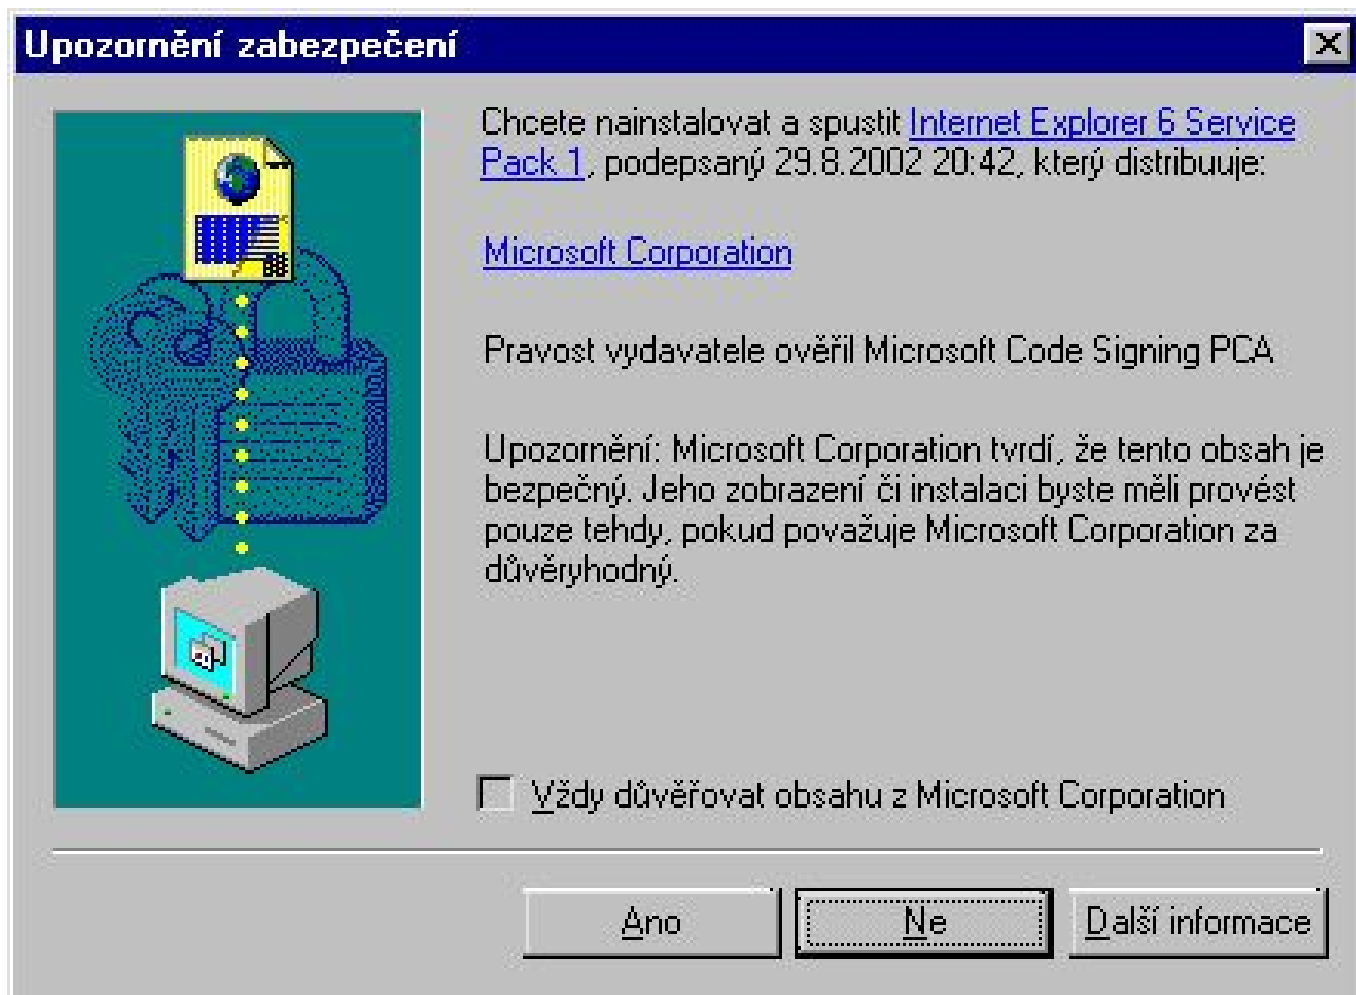 Upozornění zabezpečení
Chcete nainstalovat a spustit Internet Explorer 6 Service
Pack 1, podepsaný 29.8.2002 20:42, který distribuuje:
Microsoft Corporation
Pravost vydavatele ověřil Microsoft Code Signing PCA
Upozornění: Microsoft Corporation tvrdí, že tento obsah je
bezpečný. Jeho zobrazení či instalaci byste měli provést
pouze tehdy, pokud považuje Microsoft Corporation za
důvěryhodný.
Vždy důvěřovat obsahu z Microsoft Corporation
Ano
Ne
Další informace